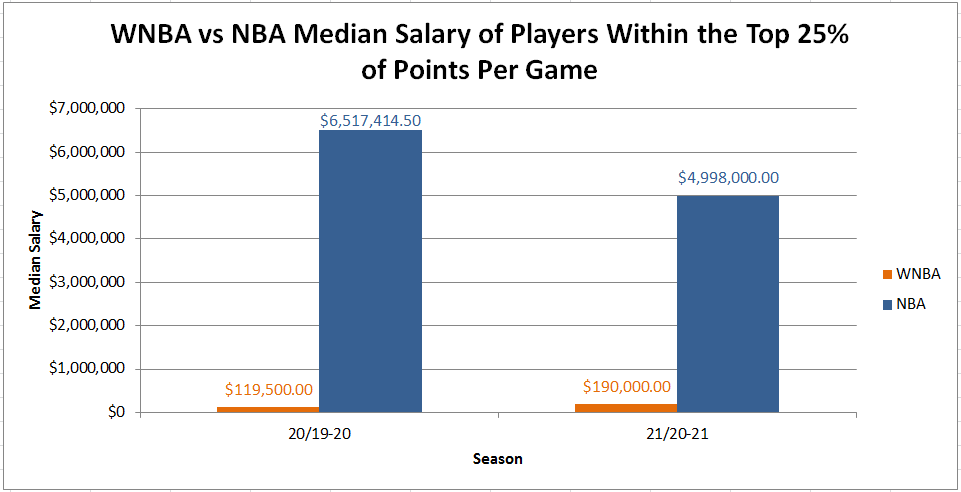 WNBA vs NBA Median Salary of Players Within the Top 25%
of Points Per Game
$7,000,000
$6,000,000
$5,000,000
$4,000,000
$3,000,000
$2,000,000
$1,000,000
$0
Median Salary
$6,517,414.50
$4,998,000.00
$119,500.00
$190,000.00
WNBA
NBA
20/19-20
21/20-21
Season